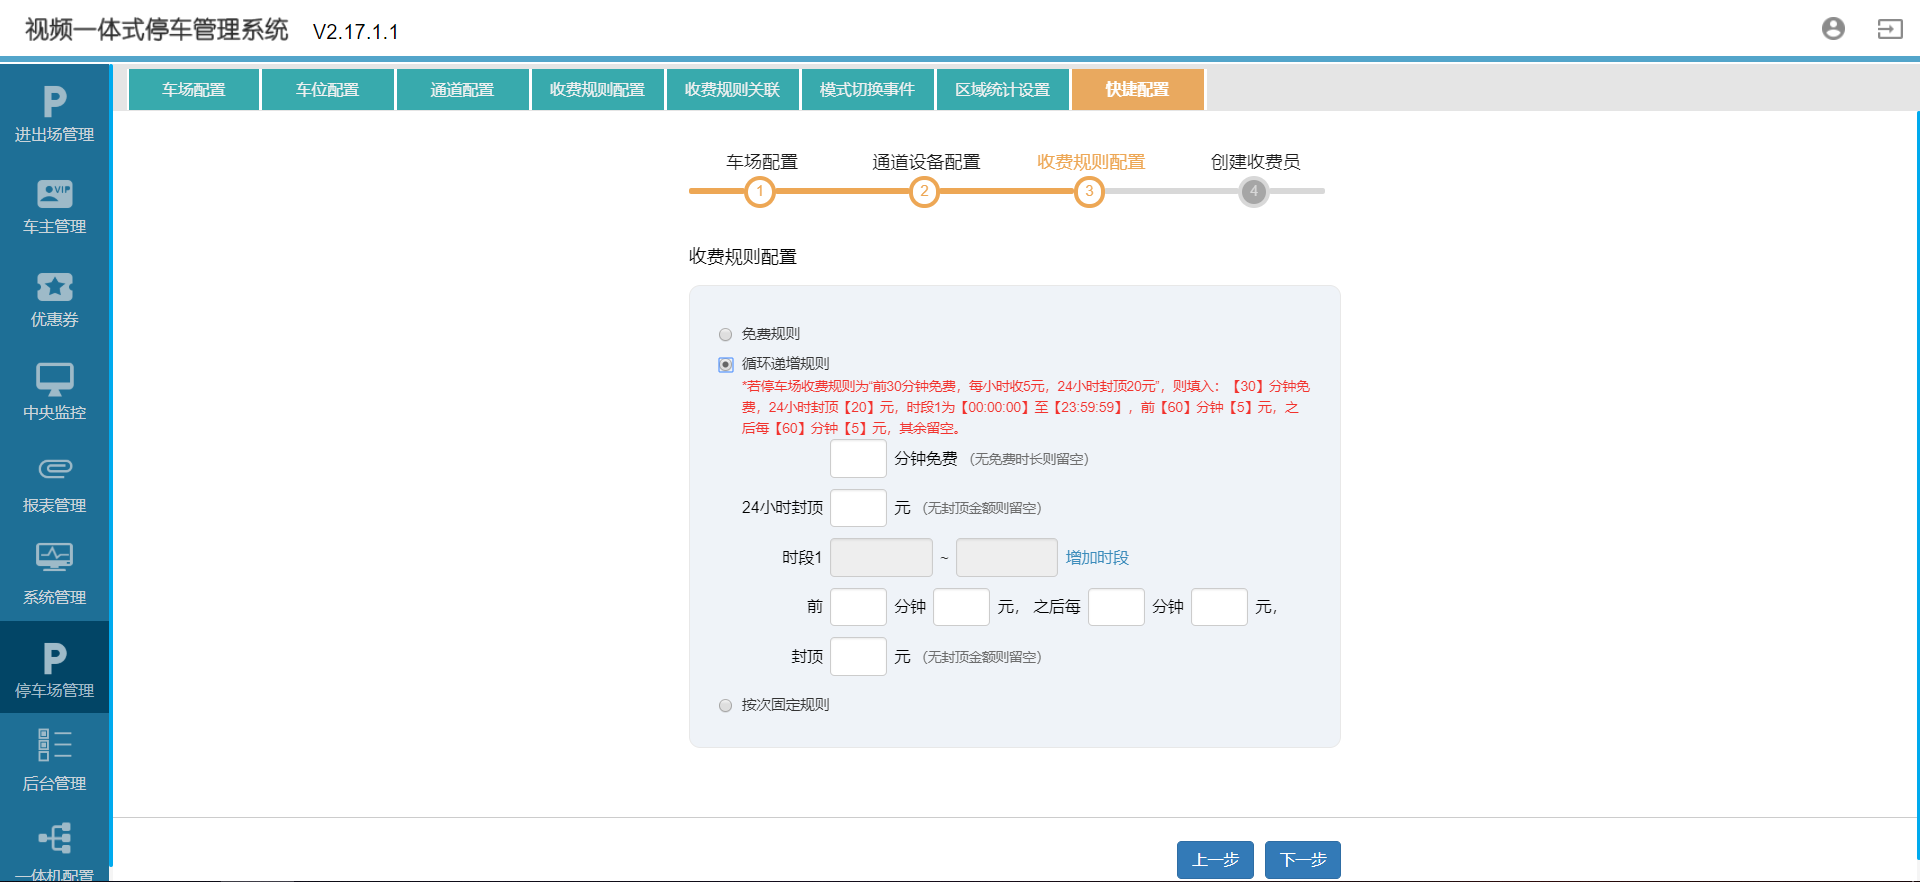 视频一体式停车管理系统 V2.17.1.1
车场配置 车位配置 通道配置 收费规则配置 收费规则关联 模式切换事件 区域统计设置 快捷配置
进出场管理
车主管理
优惠券
中央监控
报表管理
系统管理
停车场管理
后台管理
一体机配置
车场配置 通道设备配置 收费规则配置 创建收费员
1 2 3 4
收费规则配置
免费规则
循环递增规则
*若停车场收费规则为“前30分钟免费，每小时收5元，24小时封顶20元”，则填入：【30】分钟免
费，24小时封顶【20】元，时段1为【00:00:00】至【23:59:59】，前【60】分钟【5】元，之
后每【60】分钟【5】元，其余留空。
分钟免费 (无免费时长则留空)
24小时封顶 元 (无封顶金额则留空)
时段1 ~ 增加时段
前 分钟 元， 之后每 分钟 元，
封顶 元 (无封顶金额则留空)
按次固定规则
上一步 下一步